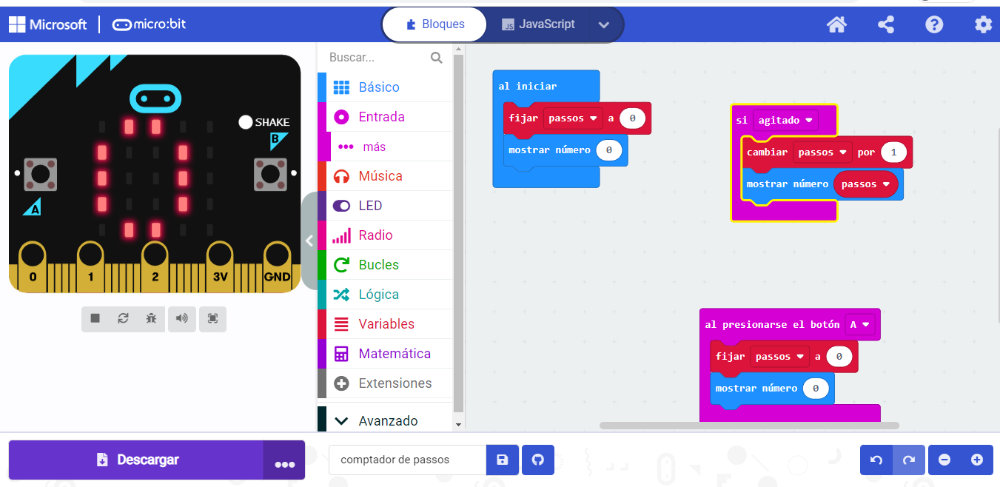 Microsoft micro:bit
Bloques
JS JavaScript
SHAKE
B
A
0 1 2 3V GND
Buscar...
Básico
Entrada
más
Música
LED
Radio
Bucles
Lógica
Variables
Matemática
Extensiones
Avanzado
al iniciar
fijar passos a 0
mostrar número 0
si agitado
cambiar passos por 1
mostrar número passos
al presionarse el botón A
fijar passos a 0
mostrar número 0
Descargar
comptador de passos